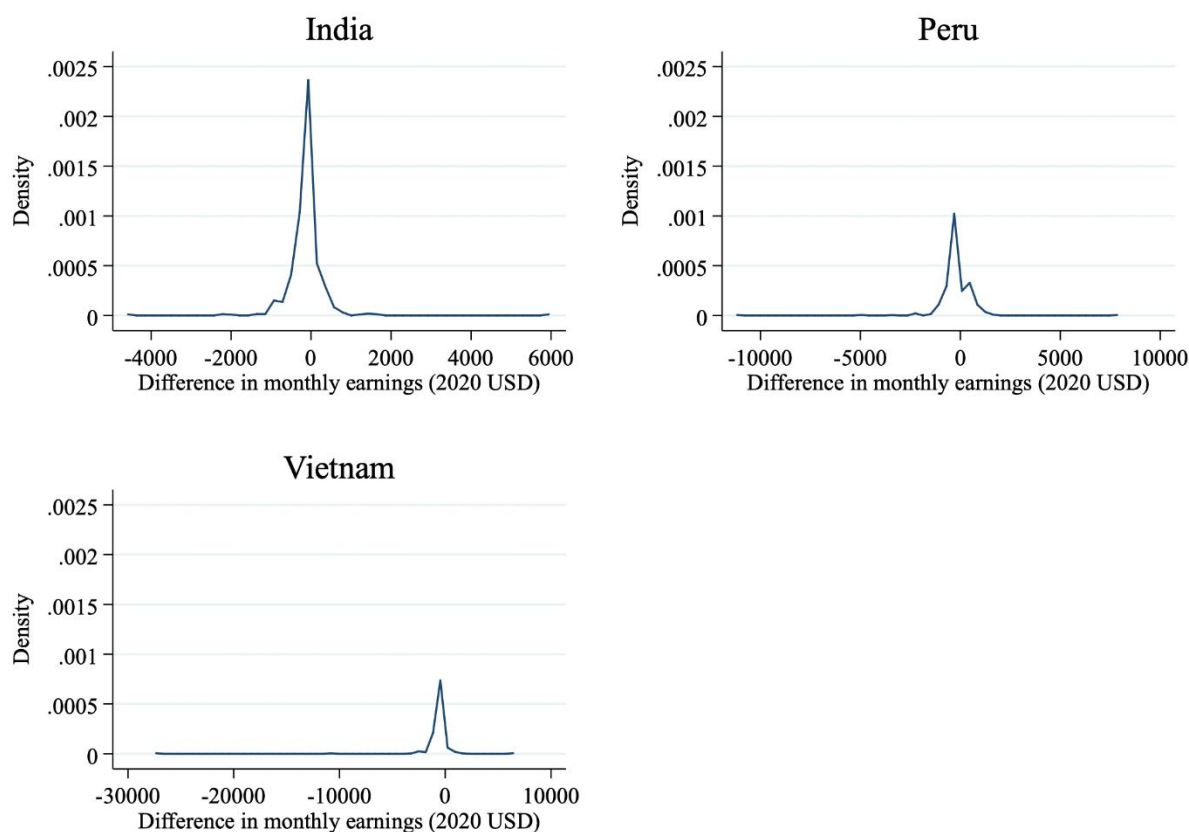 India
.0025
.002
.0015
.001
.0005
0
Density
-4000 -2000 0 2000 4000 6000
Difference in monthly earnings (2020 USD)
Peru
.0025
.002
.0015
.001
.0005
0
Density
-10000 -5000 0 5000 10000
Difference in monthly earnings (2020 USD)
Vietnam
.0025
.002
.0015
.001
.0005
0
Density
-30000 -20000 -10000 0 10000
Difference in monthly earnings (2020 USD)